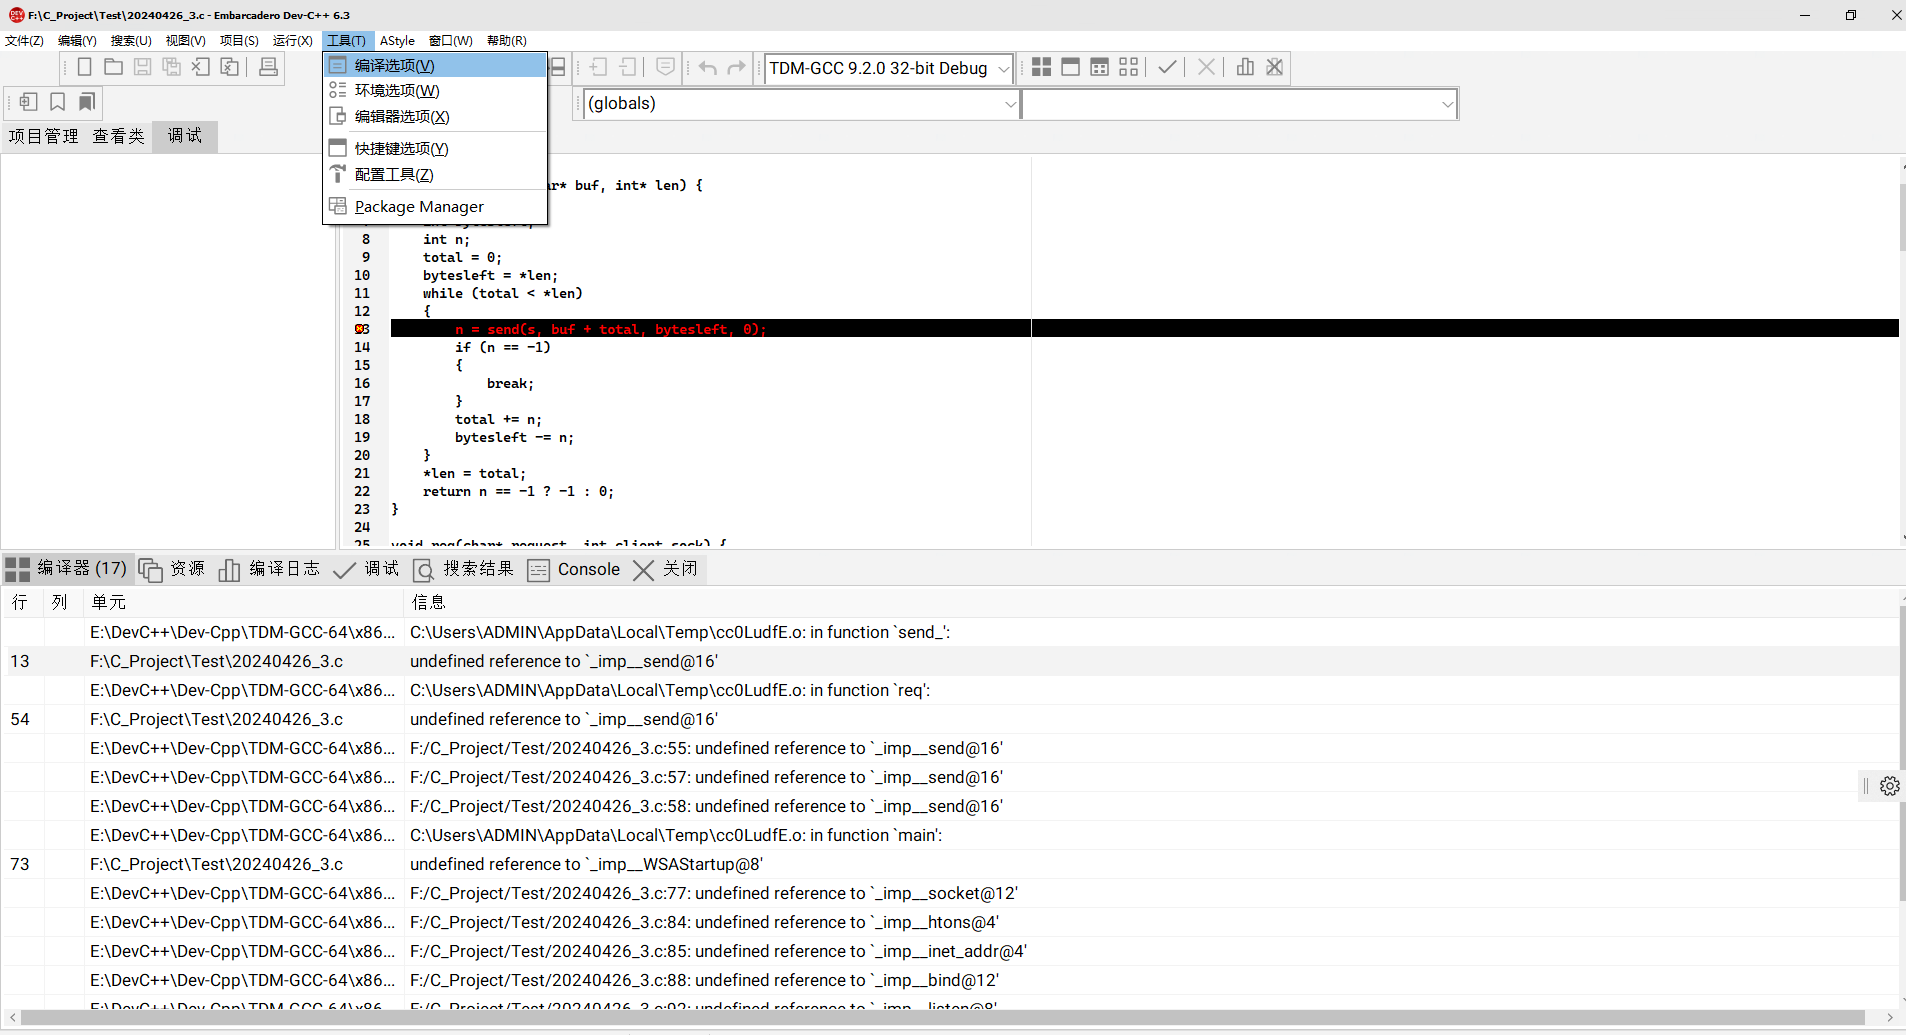 F:\C_Project\Test\20240426_3.c - Embarcadero Dev-C++ 6.3
文件(Z) 编辑(Y) 搜索(U) 视图(V) 项目(S) 运行(X) 工具(T) AStyle 窗口(W) 帮助(R)
编译选项(V)
环境选项(W)
编辑器选项(X)
快捷键选项(Y)
配置工具(Z)
Package Manager
TDM-GCC 9.2.0 32-bit Debug
(globals)
项目管理 查看类 调试
ar* buf, int* len) {
8 int n;
9 total = 0;
10 bytesleft = *len;
11 while (total < *len)
12 {
13 n = send(s, buf + total, bytesleft, 0);
14 if (n == -1)
15 {
16 break;
17 }
18 total += n;
19 bytesleft -= n;
20 }
21 *len = total;
22 return n == -1 ? -1 : 0;
23 }
24
25 void req(char* request, int client_sock) {
编译器 (17) 资源 编译日志 调试 搜索结果 Console 关闭
行 列 单元 信息
E:\DevC++\Dev-Cpp\TDM-GCC-64\x86... C:\Users\ADMIN\AppData\Local\Temp\cc0LudfE.o: in function `send_':
13 F:\C_Project\Test\20240426_3.c undefined reference to `_imp__send@16'
E:\DevC++\Dev-Cpp\TDM-GCC-64\x86... C:\Users\ADMIN\AppData\Local\Temp\cc0LudfE.o: in function `req':
54 F:\C_Project\Test\20240426_3.c undefined reference to `_imp__send@16'
E:\DevC++\Dev-Cpp\TDM-GCC-64\x86... F:/C_Project/Test/20240426_3.c:55: undefined reference to `_imp__send@16'
E:\DevC++\Dev-Cpp\TDM-GCC-64\x86... F:/C_Project/Test/20240426_3.c:57: undefined reference to `_imp__send@16'
E:\DevC++\Dev-Cpp\TDM-GCC-64\x86... F:/C_Project/Test/20240426_3.c:58: undefined reference to `_imp__send@16'
E:\DevC++\Dev-Cpp\TDM-GCC-64\x86... C:\Users\ADMIN\AppData\Local\Temp\cc0LudfE.o: in function `main':
73 F:\C_Project\Test\20240426_3.c undefined reference to `_imp__WSAStartup@8'
E:\DevC++\Dev-Cpp\TDM-GCC-64\x86... F:/C_Project/Test/20240426_3.c:77: undefined reference to `_imp__socket@12'
E:\DevC++\Dev-Cpp\TDM-GCC-64\x86... F:/C_Project/Test/20240426_3.c:84: undefined reference to `_imp__htons@4'
E:\DevC++\Dev-Cpp\TDM-GCC-64\x86... F:/C_Project/Test/20240426_3.c:85: undefined reference to `_imp__inet_addr@4'
E:\DevC++\Dev-Cpp\TDM-GCC-64\x86... F:/C_Project/Test/20240426_3.c:88: undefined reference to `_imp__bind@12'
E:\DevC++\Dev-Cpp\TDM-GCC-64\x86... F:/C_Project/Test/20240426_3.c:92: undefined reference to `_imp__listen@8'